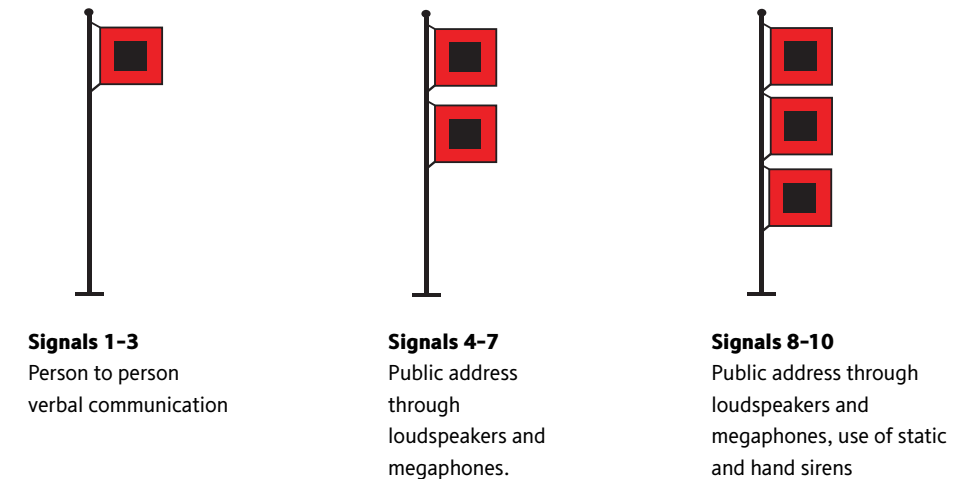 Signals 1–3
Person to person
verbal communication
Signals 4–7
Public address
through
loudspeakers and
megaphones.
Signals 8–10
Public address through
loudspeakers and
megaphones, use of static
and hand sirens